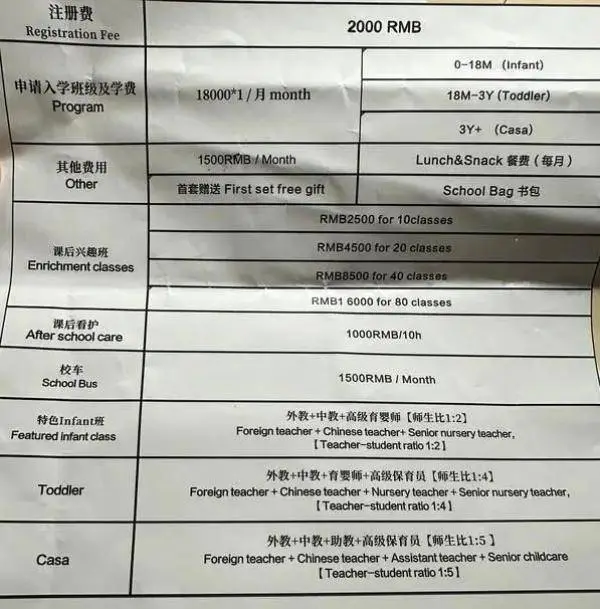 注册费
Registration Fee
2000 RMB
申请入学班级及学费
Program
18000*1 / 月 month
0-18M （Infant）
18M-3Y (Toddler)
3Y+ （Casa）
其他费用
Other
1500RMB / Month
Lunch&Snack 餐费（每月）
首套赠送 First set free gift
School Bag 书包
课后兴趣班
Enrichment classes
RMB2500 for 10classes
RMB4500 for 20 classes
RMB8500 for 40 classes
RMB1 6000 for 80 classes
课后看护
After school care
1000RMB/10h
校车
School Bus
1500RMB / Month
特色Infant班
Featured infant class
外教+中教+高级育婴师【师生比1:2】
Foreign teacher + Chinese teacher+ Senior nursery teacher,
【Teacher-student ratio 1:2】
Toddler
外教+中教+育婴师+高级保育员【师生比1:4】
Foreign teacher + Chinese teacher + Nursery teacher + Senior nursery teacher,
【Teacher-student ratio 1:4】
Casa
外教+中教+助教+高级保育员【师生比1:5 】
Foreign teacher + Chinese teacher + Assistant teacher + Senior childcare
【Teacher-student ratio 1:5】